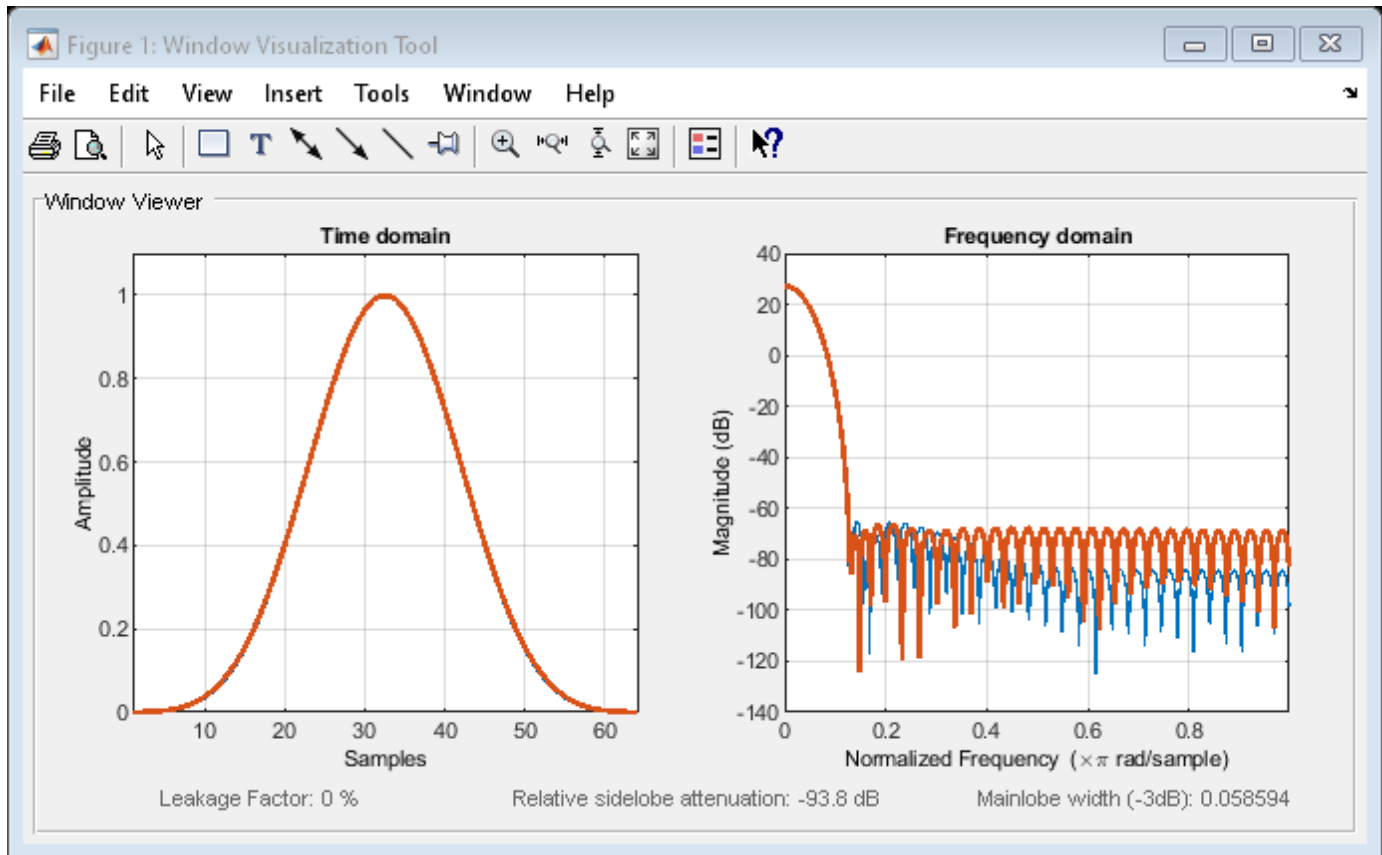 Figure 1: Window Visualization Tool
File Edit View Insert Tools Window Help
T
?
Window Viewer
Time domain
1
0.8
0.6
0.4
0.2
0
Amplitude
10 20 30 40 50 60
Samples
Frequency domain
40
20
0
-20
-40
-60
-80
-100
-120
-140
Magnitude (dB)
0 0.2 0.4 0.6 0.8
Normalized Frequency (×π rad/sample)
Leakage Factor: 0 % Relative sidelobe attenuation: -93.8 dB Mainlobe width (-3dB): 0.058594